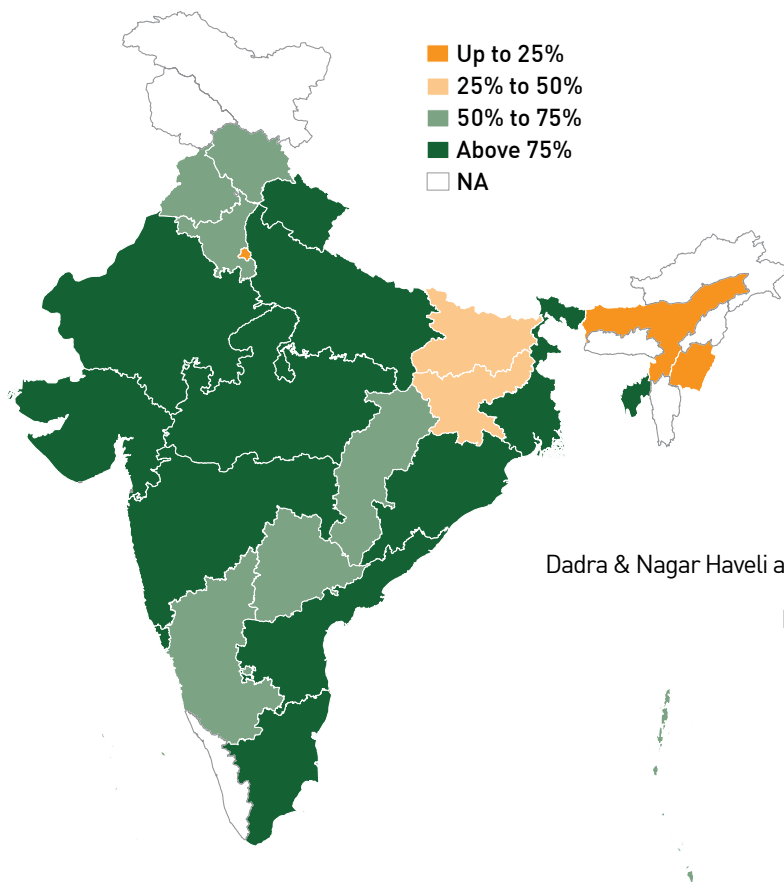 Up to 25%
25% to 50%
50% to 75%
Above 75%
NA
Dadra & Nagar Haveli a